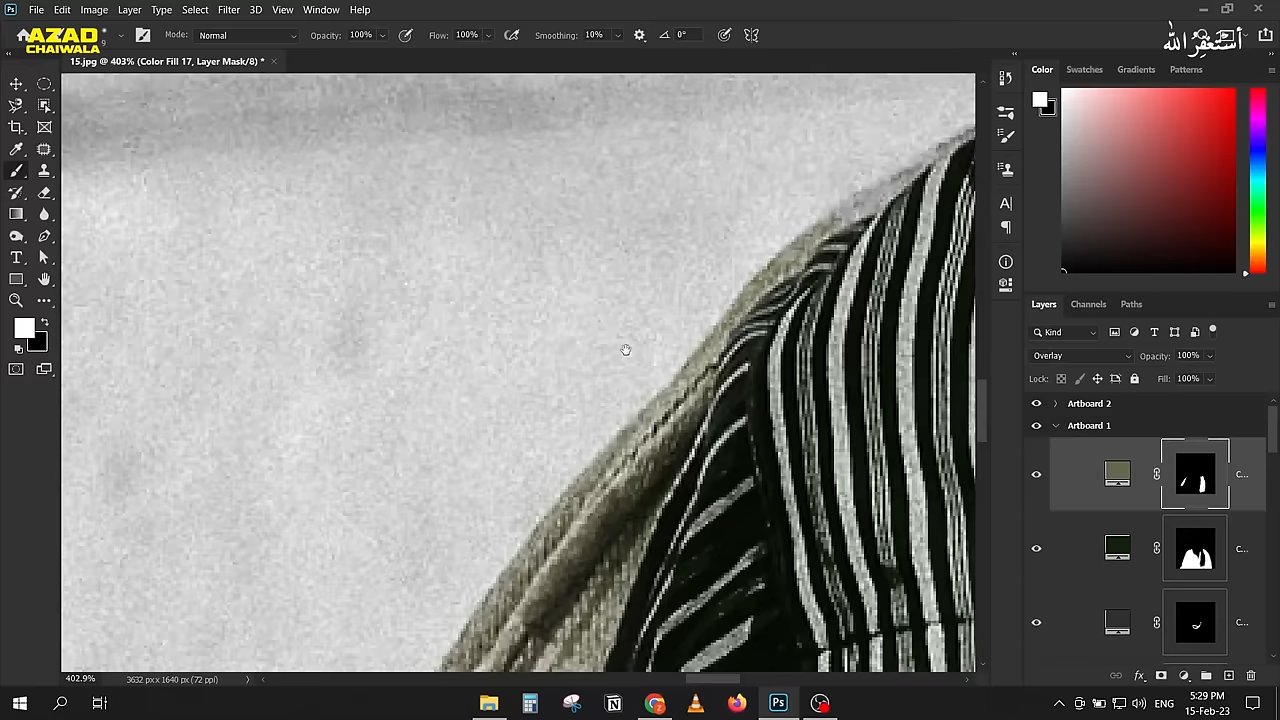 File Edit Image Layer Type Select Filter 3D View Window Help
AZAD
CHAIWALA
Mode: Normal Opacity: 100% Flow: 100% Smoothing: 10% 0°
أستغفر الله
15.jpg @ 403% (Color Fill 17, Layer Mask/8) *
Color Swatches Gradients Patterns
Layers Channels Paths
Kind
Overlay Opacity: 100%
Lock: Fill: 100%
Artboard 2
Artboard 1
C...
C...
C...
402.9% 3632 px x 1640 px (72 ppi)
ENG
5:29 PM
15-Feb-23